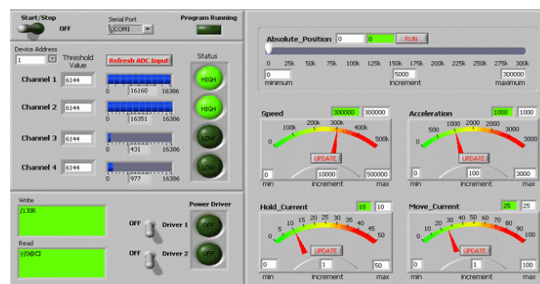 Start/Stop
OFF
Serial Port
COM1
Program Running
Device Address
1
Threshold Value
Refresh ADC Input
Status
Channel 1 6144
0 16160 16386
HIGH
Channel 2 6144
0 16351 16386
HIGH
Channel 3 6144
0 431 16386
LOW
Channel 4 6144
0 977 16386
LOW
Write
/1J0R
Read
Power Driver
OFF Driver 1 OFF
OFF Driver 2 OFF
Absolute_Position 0 0 RUN
0 25k 50k 75k 100k 125k 150k 175k 200k 225k 250k 275k 300k
0 5000 300000
minimum increment maximum
Speed 300000 300000
0 100k 200k 300k 400k 500k
UPDATE
0 10000 500000
min increment max
Acceleration 1000 1000
0 500 1000 2000 3000
UPDATE
0 100 3000
min increment max
Hold_Current 10 10
0 5 10 15 20 25 30 35 40 45 50
UPDATE
0 1 50
min increment max
Move_Current 25 25
0 10 20 30 40 50 60 70 80 90 100
UPDATE
0 1 100
min increment max